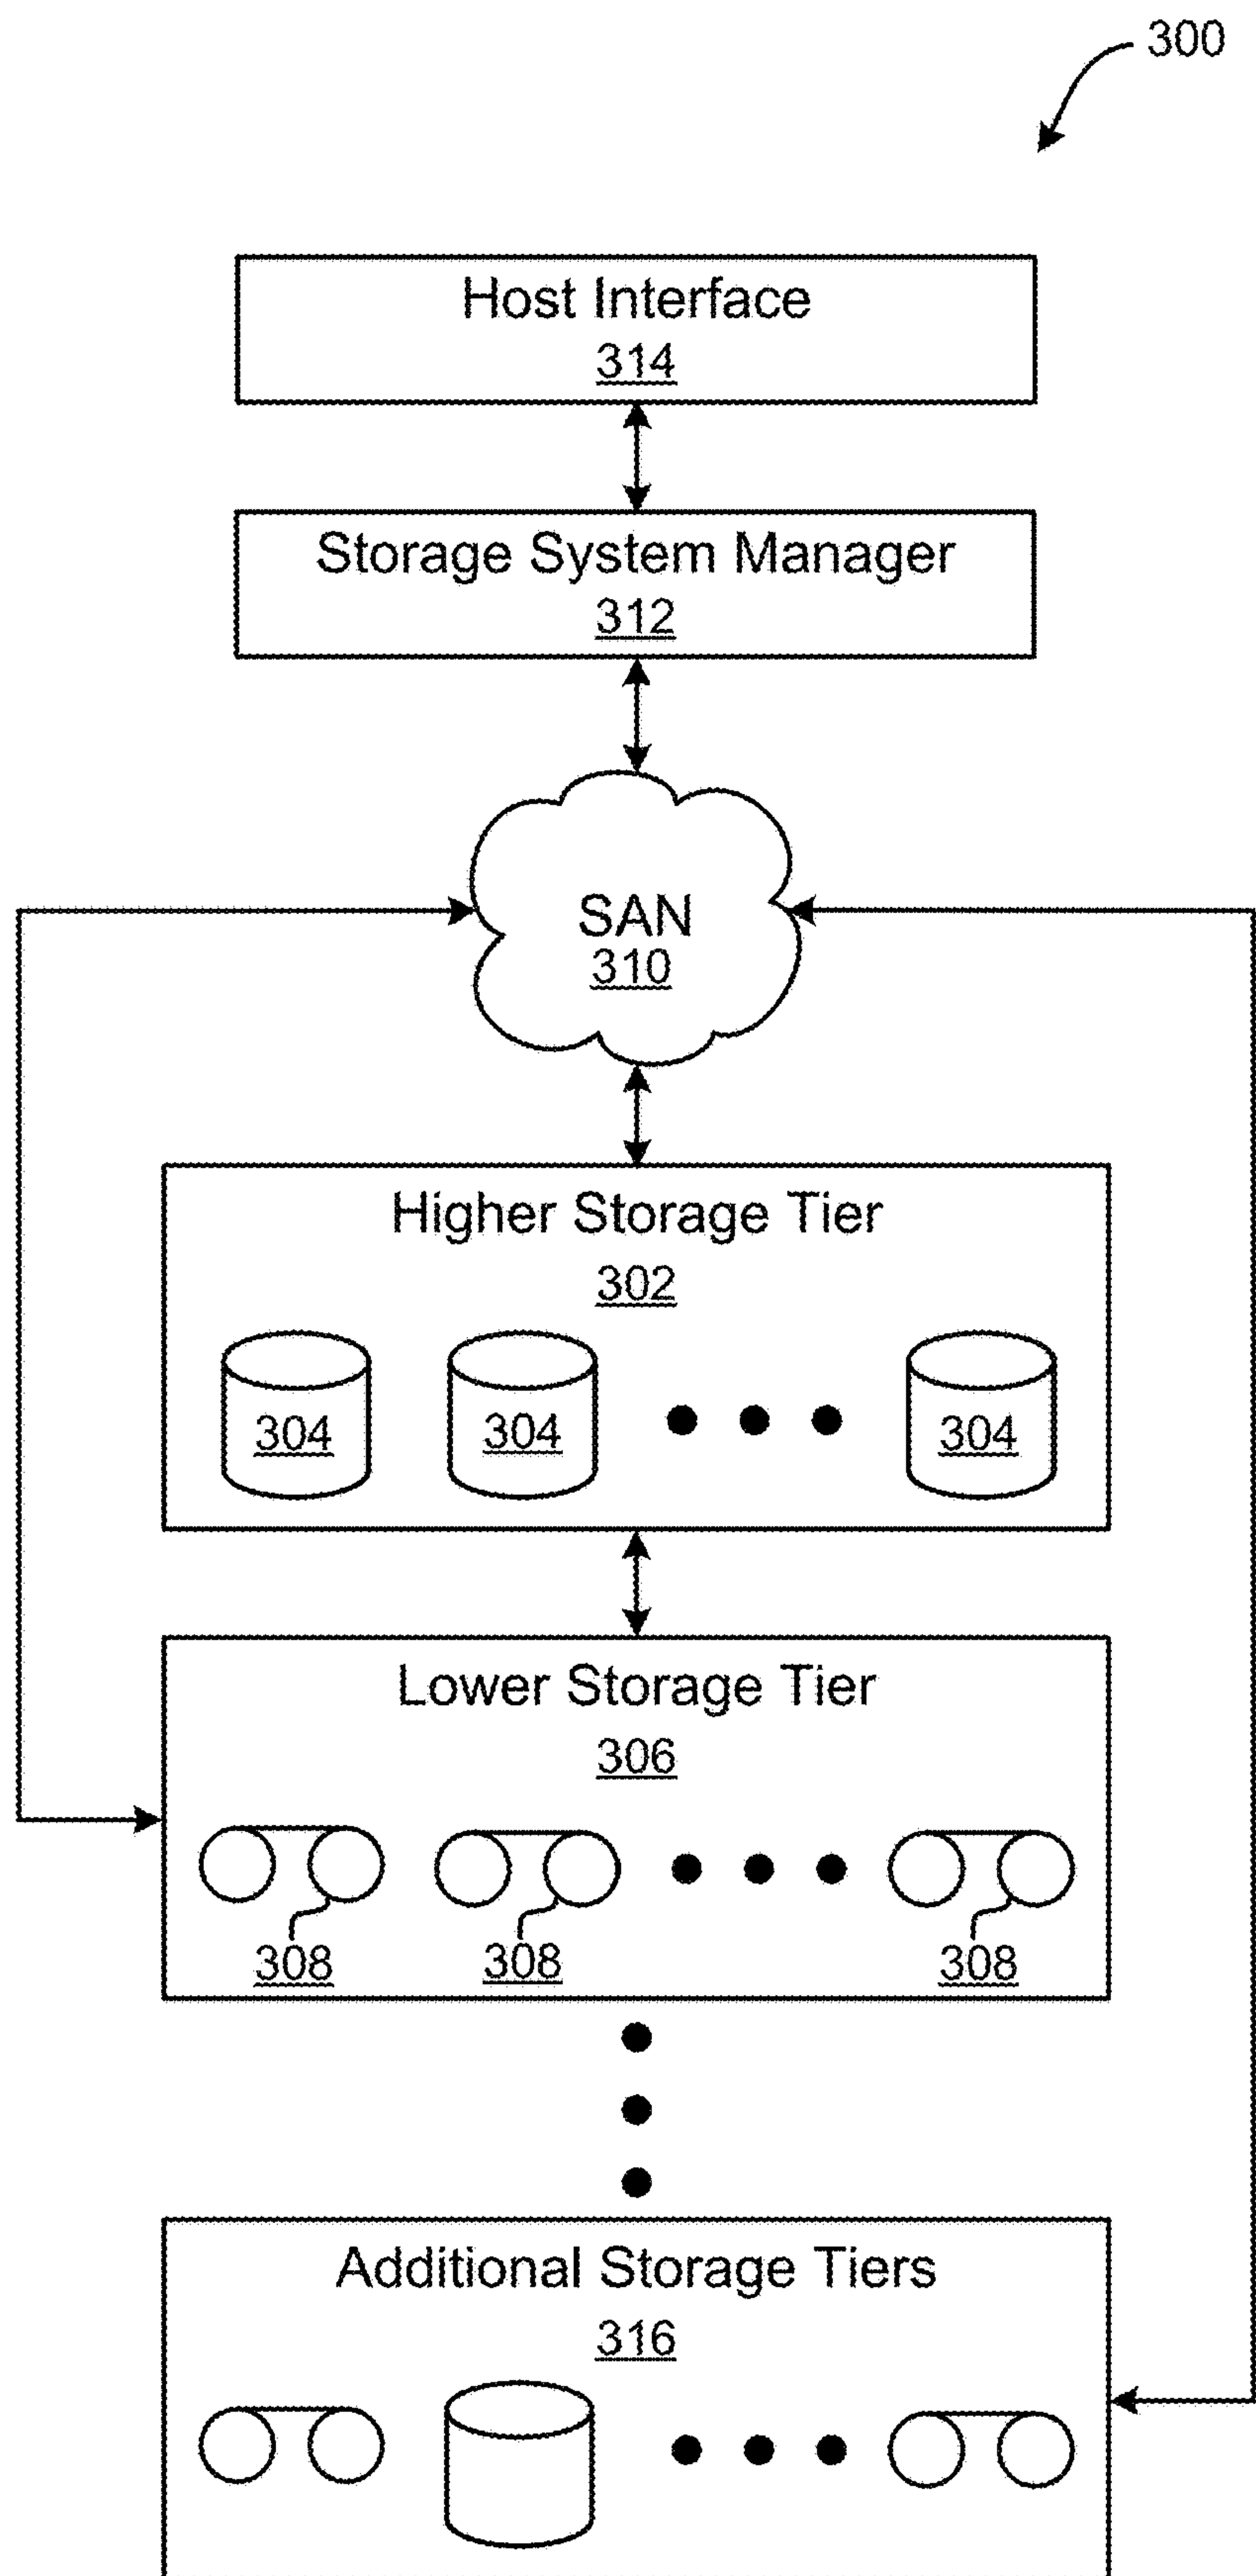 300
Host Interface
314
Storage System Manager
312
SAN
310
Higher Storage Tier
302
304 304 304
Lower Storage Tier
306
308 308 308
Additional Storage Tiers
316